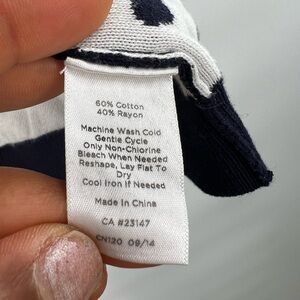 60% Cotton
40% Rayon
Machine Wash Cold
Gentle Cycle
Only Non-Chlorine
Bleach When Needed
Reshape, Lay Flat To
Dry
Cool Iron If Needed
Made In China
CA #23147
CN120 09/14